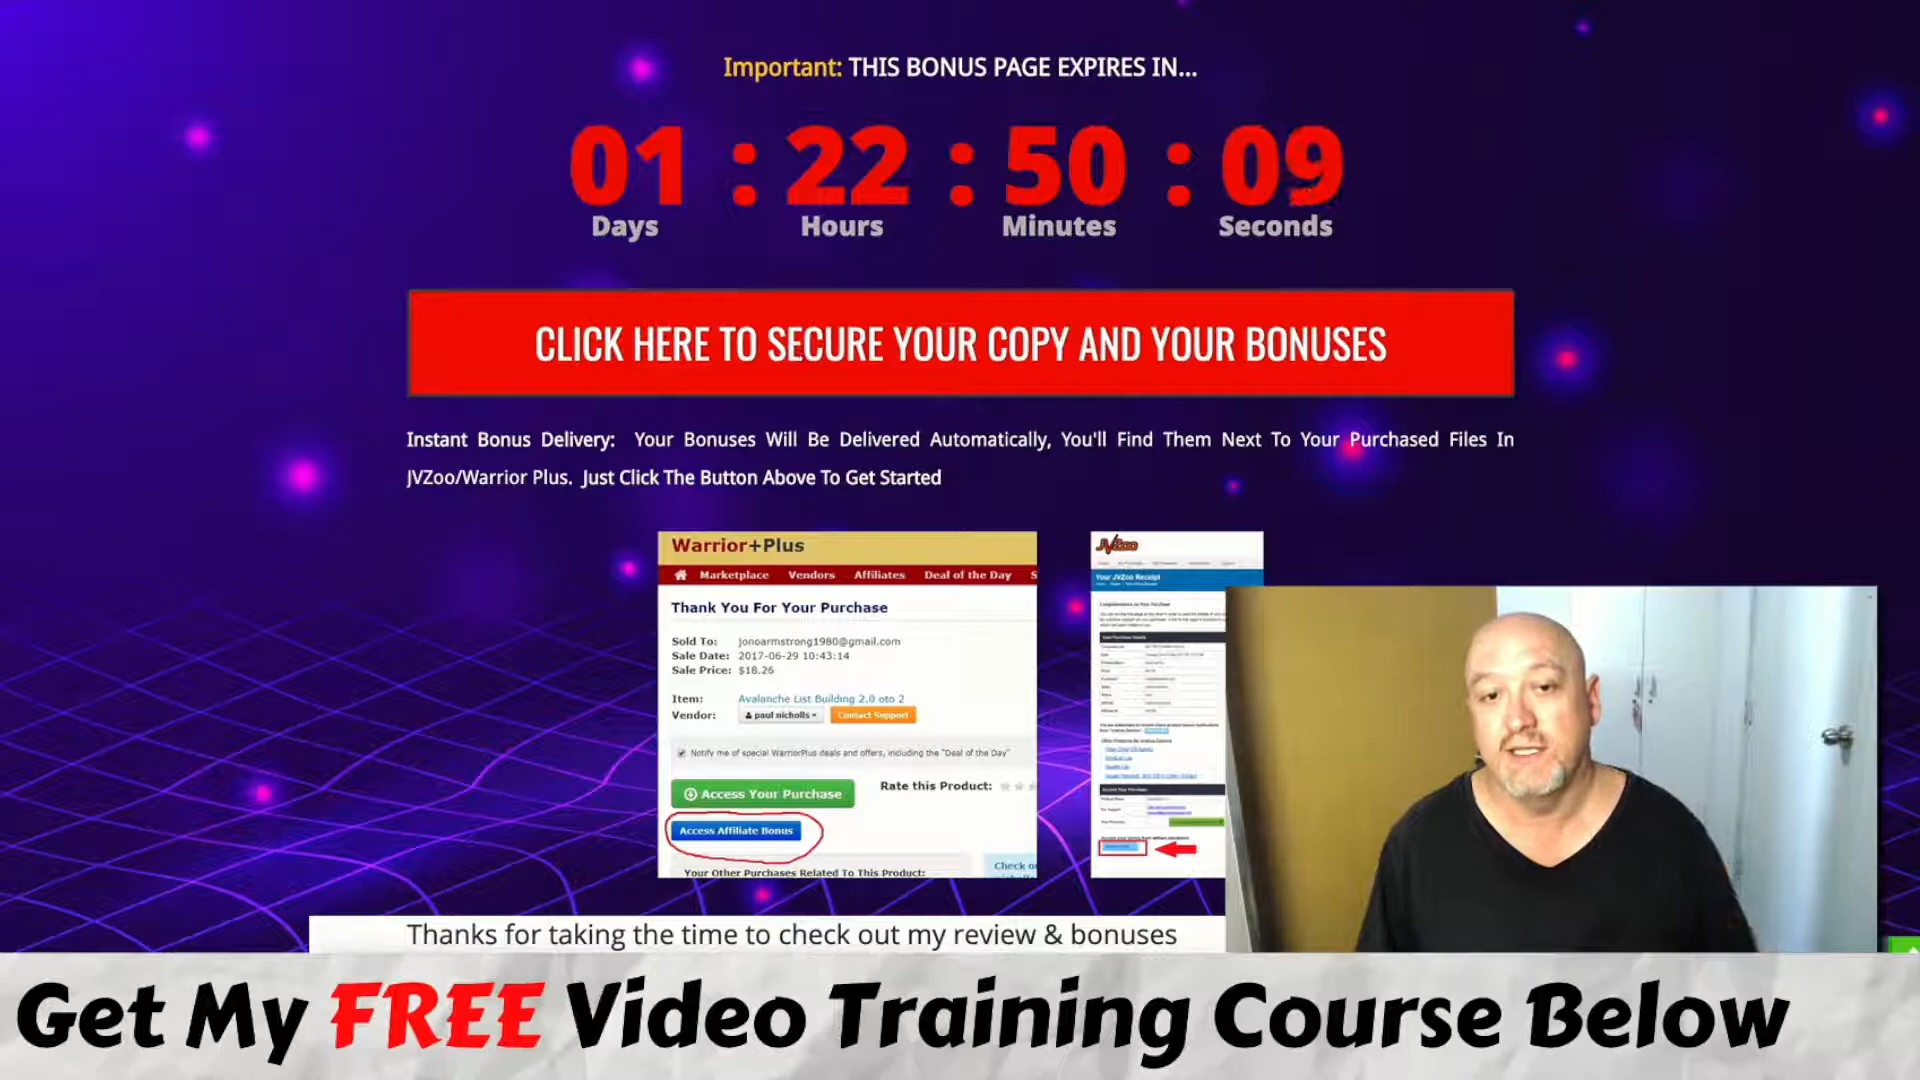 Important: THIS BONUS PAGE EXPIRES IN...
01 : 22 : 50 : 09
Days Hours Minutes Seconds
CLICK HERE TO SECURE YOUR COPY AND YOUR BONUSES
Instant Bonus Delivery: Your Bonuses Will Be Delivered Automatically, You'll Find Them Next To Your Purchased Files In
JVZoo/Warrior Plus. Just Click The Button Above To Get Started
Warrior+Plus
Marketplace Vendors Affiliates Deal of the Day S
Thank You For Your Purchase
Sold To: jonoarmstrong1980@gmail.com
Sale Date: 2017-06-29 10:43:14
Sale Price: $18.26
Item: Avalanche List Building 2.0 oto 2
Vendor: paul nicholls Contact Support
Notify me of special WarriorPlus deals and offers, including the "Deal of the Day"
Access Your Purchase Rate this Product:
Access Affiliate Bonus
Your Other Purchases Related To This Product:
Check o
JVZoo
Your JVZoo Receipt
Thanks for taking the time to check out my review & bonuses
Get My FREE Video Training Course Below